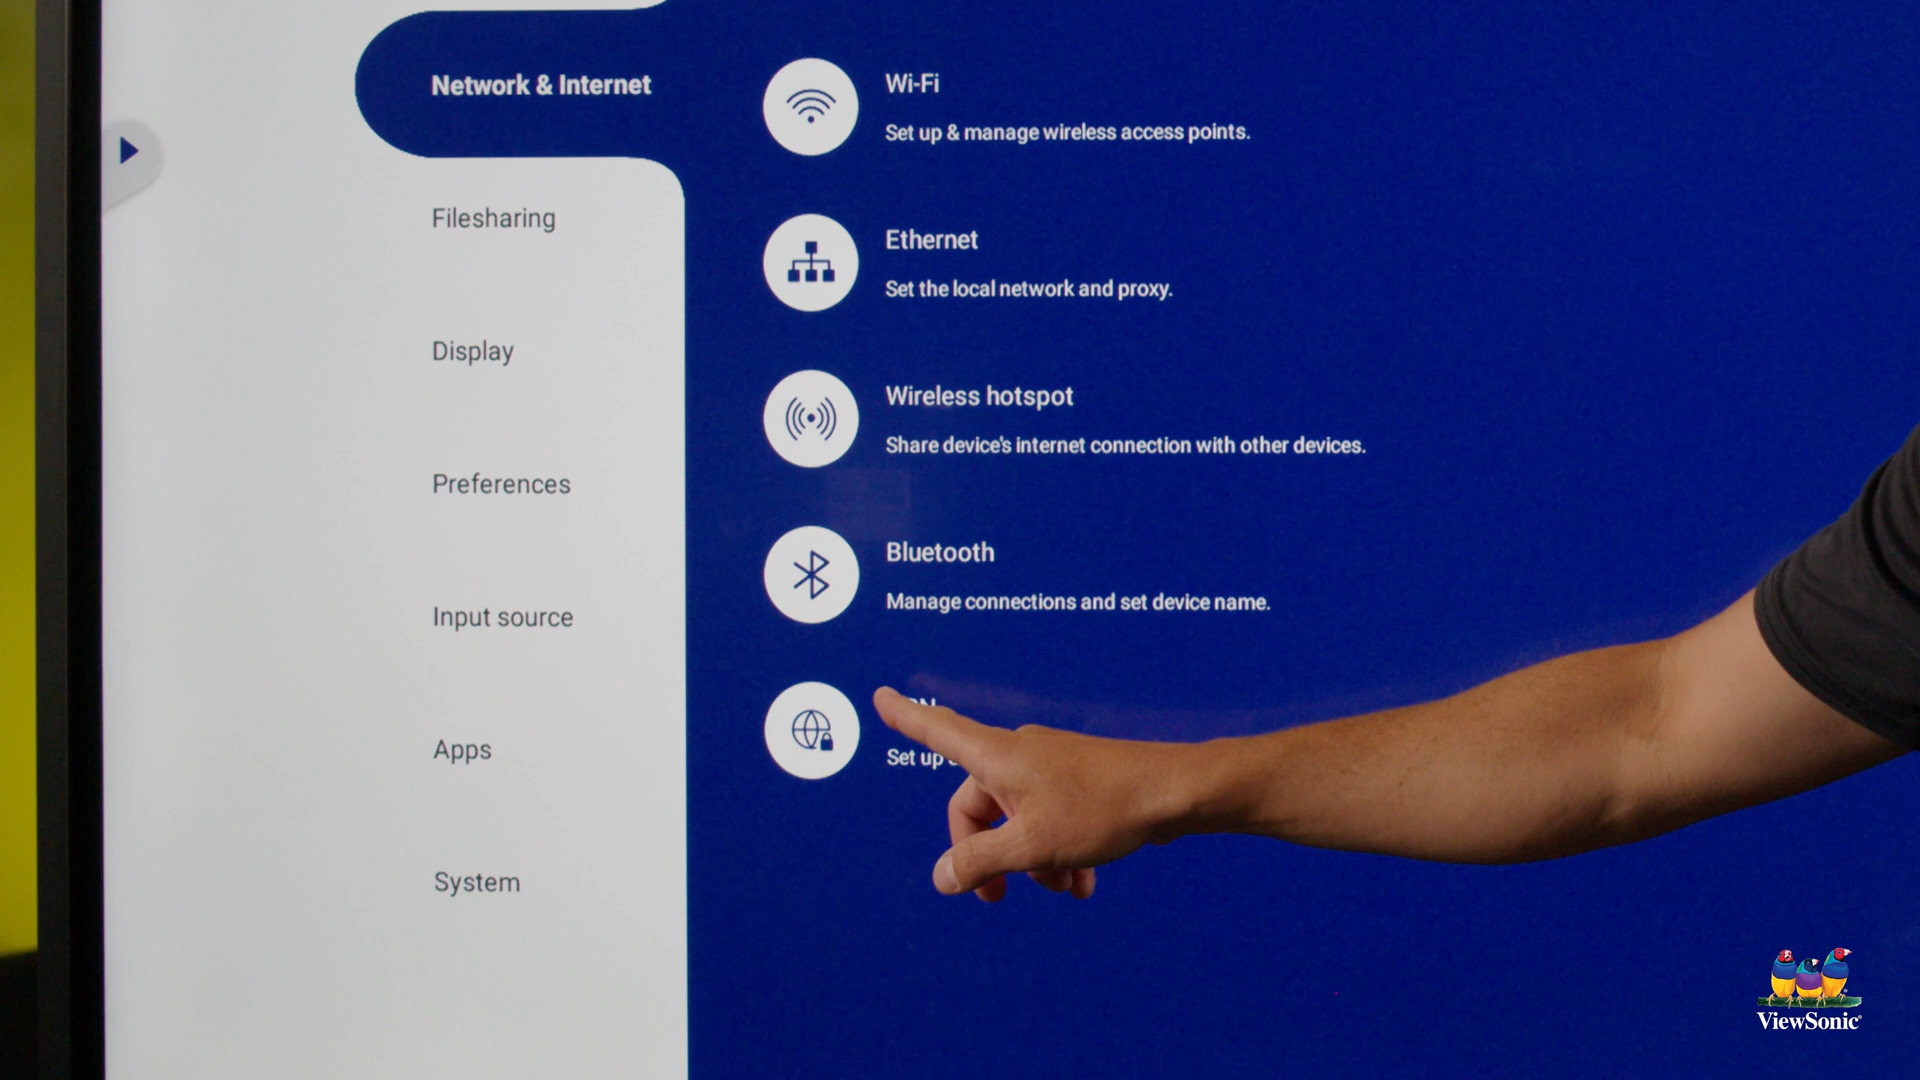 Network & Internet
Filesharing
Display
Preferences
Input source
Apps
System
Wi-Fi
Set up & manage wireless access points.
Ethernet
Set the local network and proxy.
Wireless hotspot
Share device's internet connection with other devices.
Bluetooth
Manage connections and set device name.
Set up
ViewSonic